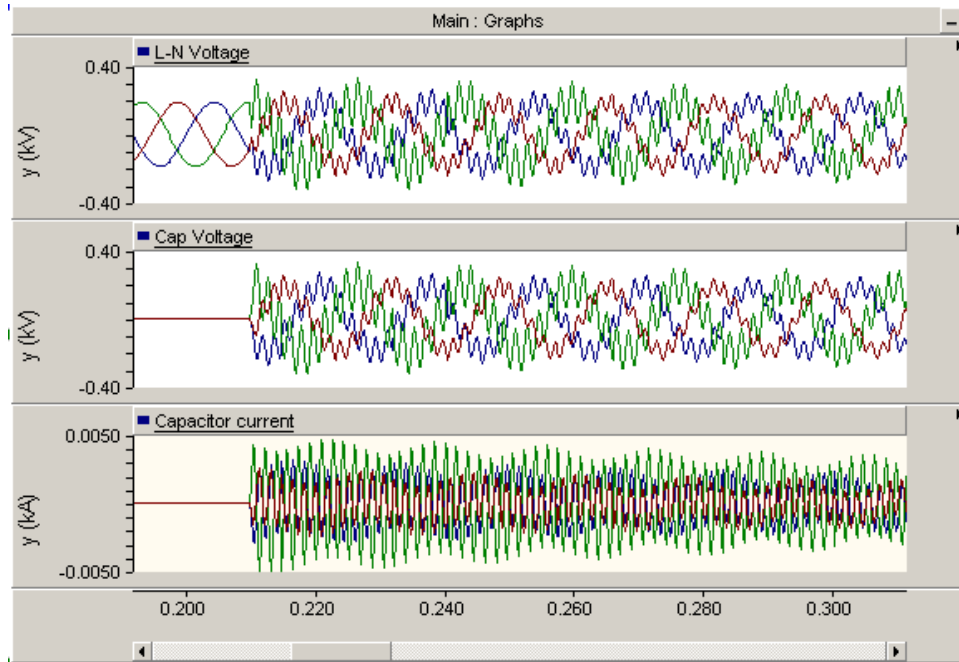 Main : Graphs
L-N Voltage
0.40
y (kV)
-0.40
Cap Voltage
0.40
y (kV)
-0.40
Capacitor current
0.0050
y (kA)
-0.0050
0.200 0.220 0.240 0.260 0.280 0.300